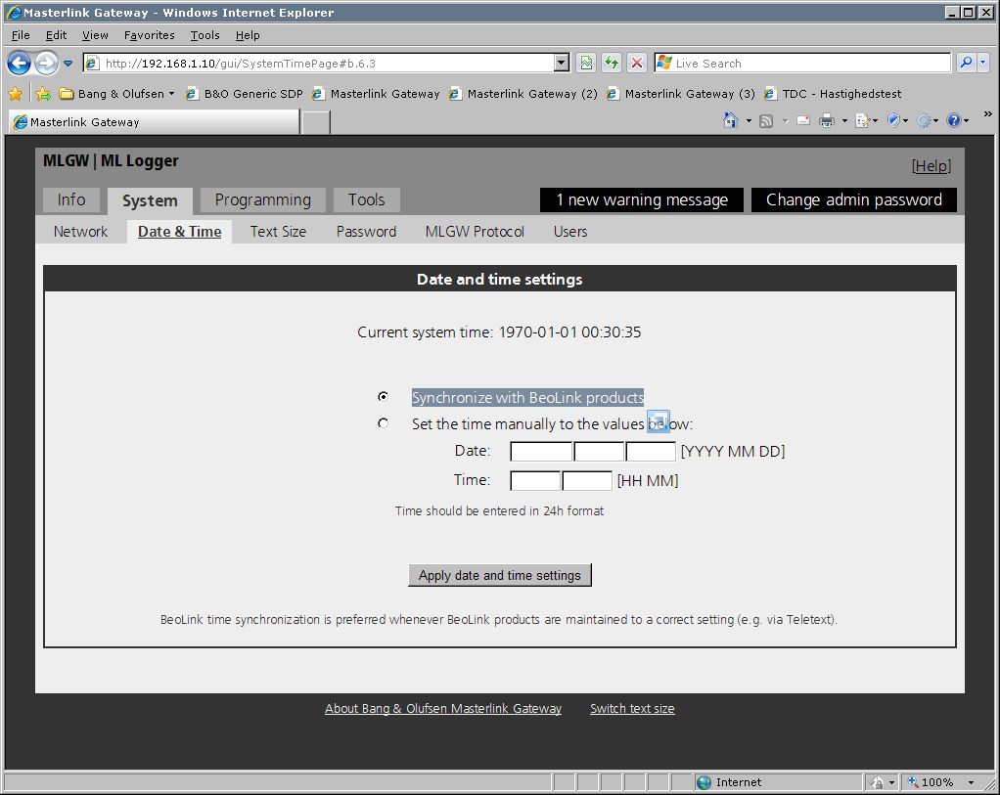 Masterlink Gateway - Windows Internet Explorer
File Edit View Favorites Tools Help
http://192.168.1.10/gui/SystemTimePage#b.6.3 Live Search
Bang & Olufsen B&O Generic SDP Masterlink Gateway Masterlink Gateway (2) Masterlink Gateway (3) TDC - Hastighedstest
Masterlink Gateway »
MLGW | ML Logger [Help]
Info System Programming Tools 1 new warning message Change admin password
Network Date & Time Text Size Password MLGW Protocol Users
Date and time settings
Current system time: 1970-01-01 00:30:35
Synchronize with BeoLink products
Set the time manually to the values below:
Date: [YYYY MM DD]
Time: [HH MM]
Time should be entered in 24h format
Apply date and time settings
BeoLink time synchronization is preferred whenever BeoLink products are maintained to a correct setting (e.g. via Teletext).
About Bang & Olufsen Masterlink Gateway Switch text size
Internet 100%